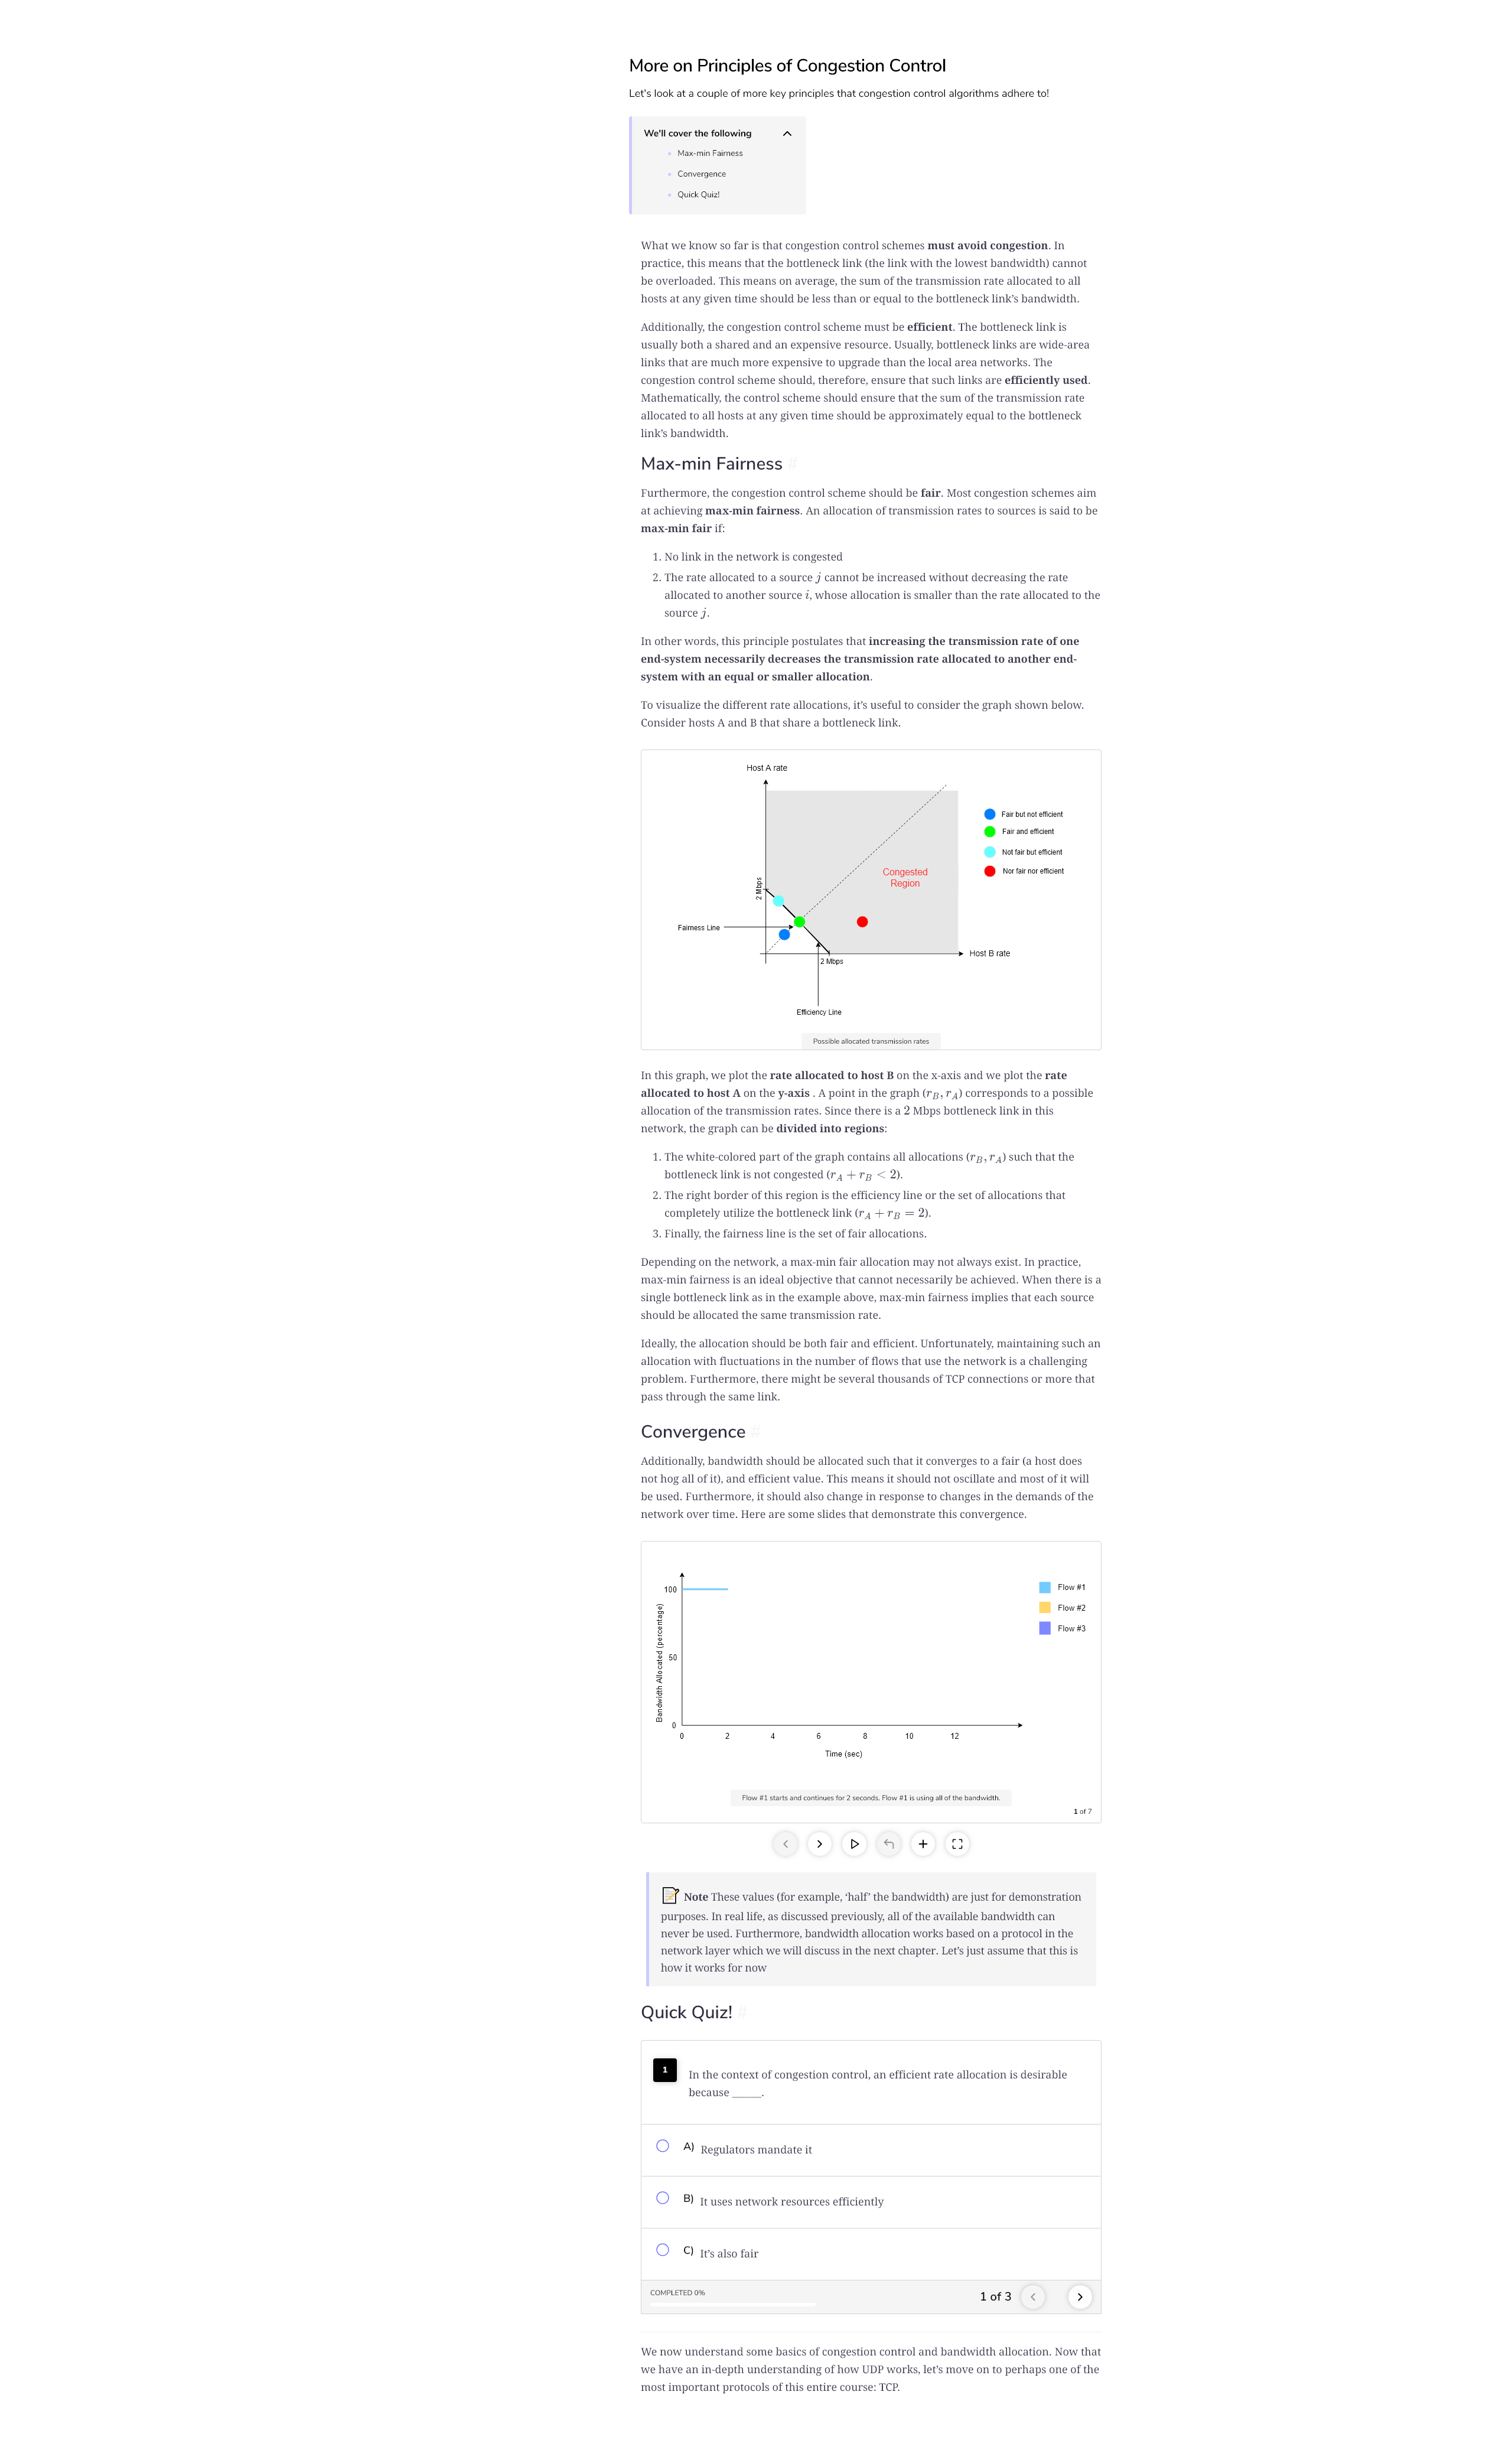 More on Principles of Congestion Control
Let's look at a couple of more key principles that congestion control algorithms adhere to!
We'll cover the following
Max-min Fairness
Convergence
Quick Quiz!
What we know so far is that congestion control schemes must avoid congestion. In
practice, this means that the bottleneck link (the link with the lowest bandwidth) cannot
be overloaded. This means on average, the sum of the transmission rate allocated to all
hosts at any given time should be less than or equal to the bottleneck link's bandwidth.
Additionally, the congestion control scheme must be efficient. The bottleneck link is
usually both a shared and an expensive resource. Usually, bottleneck links are wide-area
links that are much more expensive to upgrade than the local area networks. The
congestion control scheme should, therefore, ensure that such links are efficiently used.
Mathematically, the control scheme should ensure that the sum of the transmission rate
allocated to all hosts at any given time should be approximately equal to the bottleneck
link's bandwidth.
Max-min Fairness #
Furthermore, the congestion control scheme should be fair. Most congestion schemes aim
at achieving max-min fairness. An allocation of transmission rates to sources is said to be
max-min fair if:
1. No link in the network is congested
2. The rate allocated to a source j cannot be increased without decreasing the rate
allocated to another source i, whose allocation is smaller than the rate allocated to the
source j.
In other words, this principle postulates that increasing the transmission rate of one
end-system necessarily decreases the transmission rate allocated to another end-
system with an equal or smaller allocation.
To visualize the different rate allocations, it's useful to consider the graph shown below.
Consider hosts A and B that share a bottleneck link.
Host A rate
Fair but not efficient
Fair and efficient
Not fair but efficient
Nor fair nor efficient
Congested
Region
2 Mbps
Fairness Line
Host B rate
2 Mbps
Efficiency Line
Possible allocated transmission rates
In this graph, we plot the rate allocated to host B on the x-axis and we plot the rate
allocated to host A on the y-axis . A point in the graph (r_B, r_A) corresponds to a possible
allocation of the transmission rates. Since there is a 2 Mbps bottleneck link in this
network, the graph can be divided into regions:
1. The white-colored part of the graph contains all allocations (r_B, r_A) such that the
bottleneck link is not congested (r_A + r_B < 2).
2. The right border of this region is the efficiency line or the set of allocations that
completely utilize the bottleneck link (r_A + r_B = 2).
3. Finally, the fairness line is the set of fair allocations.
Depending on the network, a max-min fair allocation may not always exist. In practice,
max-min fairness is an ideal objective that cannot necessarily be achieved. When there is a
single bottleneck link as in the example above, max-min fairness implies that each source
should be allocated the same transmission rate.
Ideally, the allocation should be both fair and efficient. Unfortunately, maintaining such an
allocation with fluctuations in the number of flows that use the network is a challenging
problem. Furthermore, there might be several thousands of TCP connections or more that
pass through the same link.
Convergence #
Additionally, bandwidth should be allocated such that it converges to a fair (a host does
not hog all of it), and efficient value. This means it should not oscillate and most of it will
be used. Furthermore, it should also change in response to changes in the demands of the
network over time. Here are some slides that demonstrate this convergence.
100
50
0
Bandwidth Allocated (percentage)
Flow #1
Flow #2
Flow #3
0 2 4 6 8 10 12
Time (sec)
Flow #1 starts and continues for 2 seconds. Flow #1 is using all of the bandwidth.
1 of 7
Note These values (for example, 'half' the bandwidth) are just for demonstration
purposes. In real life, as discussed previously, all of the available bandwidth can
never be used. Furthermore, bandwidth allocation works based on a protocol in the
network layer which we will discuss in the next chapter. Let's just assume that this is
how it works for now
Quick Quiz! #
1
In the context of congestion control, an efficient rate allocation is desirable
because _____.
A) Regulators mandate it
B) It uses network resources efficiently
C) It's also fair
COMPLETED 0%
1 of 3
We now understand some basics of congestion control and bandwidth allocation. Now that
we have an in-depth understanding of how UDP works, let's move on to perhaps one of the
most important protocols of this entire course: TCP.